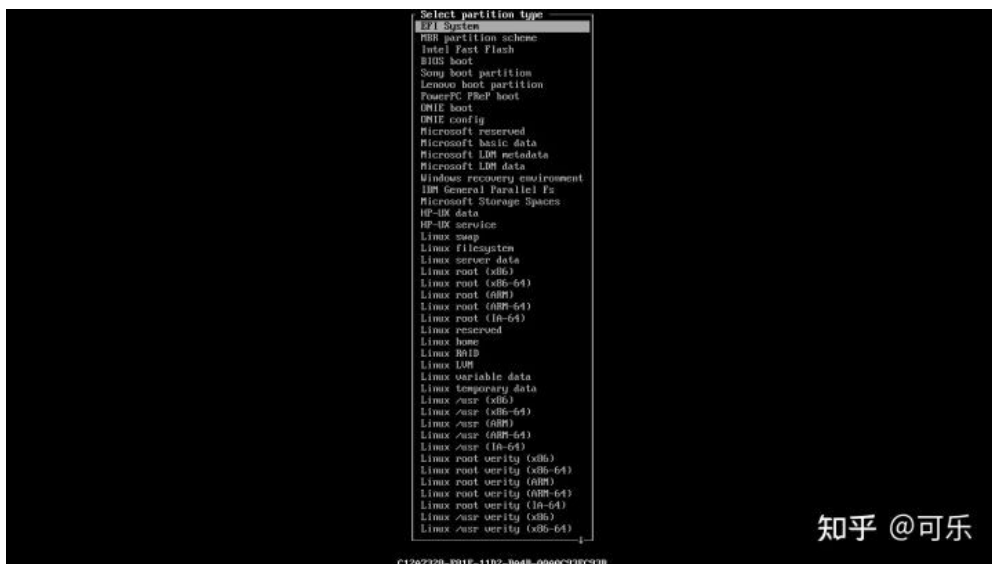 Select partition type
EFI System
MBR partition scheme
Intel Fast Flash
BIOS boot
Sony boot partition
Lenovo boot partition
PowerPC PReP boot
ONIE boot
ONIE config
Microsoft reserved
Microsoft basic data
Microsoft LDM metadata
Microsoft LDM data
Windows recovery environment
IBM General Parallel Fs
Microsoft Storage Spaces
HP-UX data
HP-UX service
Linux swap
Linux filesystem
Linux server data
Linux root (x86)
Linux root (x86-64)
Linux root (ARM)
Linux root (ARM-64)
Linux root (IA-64)
Linux reserved
Linux home
Linux RAID
Linux LVM
Linux variable data
Linux temporary data
Linux /usr (x86)
Linux /usr (x86-64)
Linux /usr (ARM)
Linux /usr (ARM-64)
Linux /usr (IA-64)
Linux root verity (x86)
Linux root verity (x86-64)
Linux root verity (ARM)
Linux root verity (ARM-64)
Linux root verity (IA-64)
Linux /usr verity (x86)
Linux /usr verity (x86-64)
知乎 @可乐